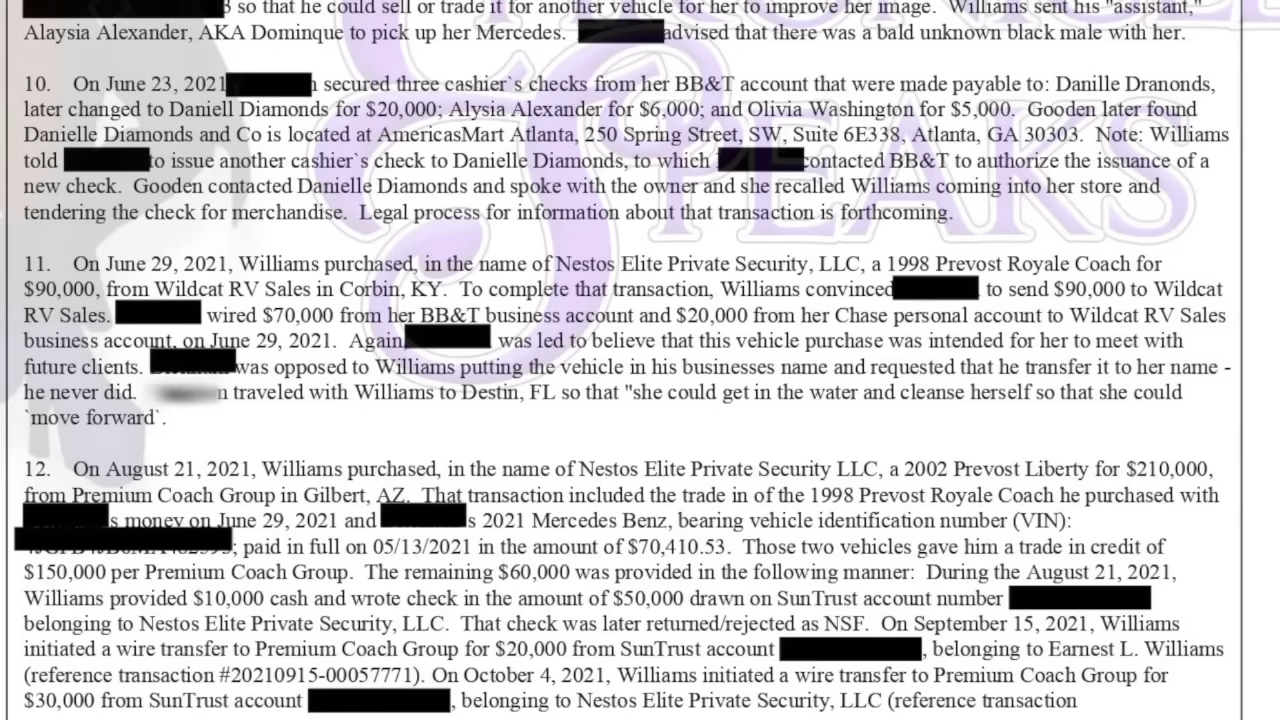 3 so that he could sell or trade it for another vehicle for her to improve her image. Williams sent his "assistant,"
Alaysia Alexander, AKA Dominque to pick up her Mercedes. advised that there was a bald unknown black male with her.
10. On June 23, 2021 secured three cashier`s checks from her BB&T account that were made payable to: Danille Dranonds,
later changed to Daniell Diamonds for $20,000; Alysia Alexander for $6,000; and Olivia Washington for $5,000. Gooden later found
Danielle Diamonds and Co is located at AmericasMart Atlanta, 250 Spring Street, SW, Suite 6E338, Atlanta, GA 30303. Note: Williams
told to issue another cashier`s check to Danielle Diamonds, to which contacted BB&T to authorize the issuance of a
new check. Gooden contacted Danielle Diamonds and spoke with the owner and she recalled Williams coming into her store and
tendering the check for merchandise. Legal process for information about that transaction is forthcoming.
11. On June 29, 2021, Williams purchased, in the name of Nestos Elite Private Security, LLC, a 1998 Prevost Royale Coach for
$90,000, from Wildcat RV Sales in Corbin, KY. To complete that transaction, Williams convinced to send $90,000 to Wildcat
RV Sales. wired $70,000 from her BB&T business account and $20,000 from her Chase personal account to Wildcat RV Sales
business account, on June 29, 2021. Again, was led to believe that this vehicle purchase was intended for her to meet with
future clients. was opposed to Williams putting the vehicle in his businesses name and requested that he transfer it to her name -
he never did. n traveled with Williams to Destin, FL so that "she could get in the water and cleanse herself so that she could
`move forward`.
12. On August 21, 2021, Williams purchased, in the name of Nestos Elite Private Security LLC, a 2002 Prevost Liberty for $210,000,
from Premium Coach Group in Gilbert, AZ. That transaction included the trade in of the 1998 Prevost Royale Coach he purchased with
s money on June 29, 2021 and s 2021 Mercedes Benz, bearing vehicle identification number (VIN):
; paid in full on 05/13/2021 in the amount of $70,410.53. Those two vehicles gave him a trade in credit of
$150,000 per Premium Coach Group. The remaining $60,000 was provided in the following manner: During the August 21, 2021,
Williams provided $10,000 cash and wrote check in the amount of $50,000 drawn on SunTrust account number
belonging to Nestos Elite Private Security, LLC. That check was later returned/rejected as NSF. On September 15, 2021, Williams
initiated a wire transfer to Premium Coach Group for $20,000 from SunTrust account , belonging to Earnest L. Williams
(reference transaction #20210915-00057771). On October 4, 2021, Williams initiated a wire transfer to Premium Coach Group for
$30,000 from SunTrust account , belonging to Nestos Elite Private Security, LLC (reference transaction
SPEAKS